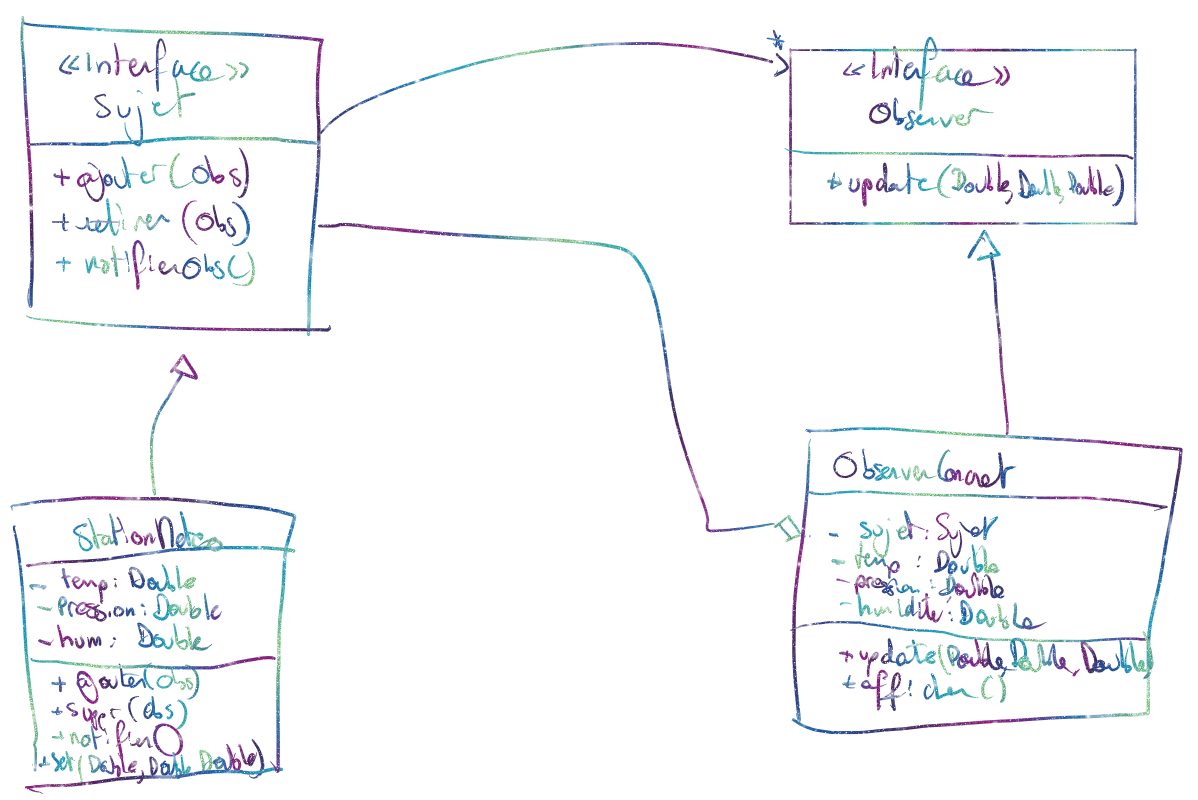 <<Interface>>
Sujet
+ ajouter(Obs)
+ retirer (Obs)
+ notifierObs()
*
<<Interface>>
Observer
+ update(Double, Double, Double)
StationMeteo
- temp: Double
- pression: Double
- hum: Double
+ ajouter(Obs)
+ supp r(obs)
+ notifier()
+ set(Double, Double, Double)
ObserverConcret
- sujet: Sujet
- temp : Double
- pression: Double
- humidité: Double
+ update(Double, Double, Double)
+ afficher()